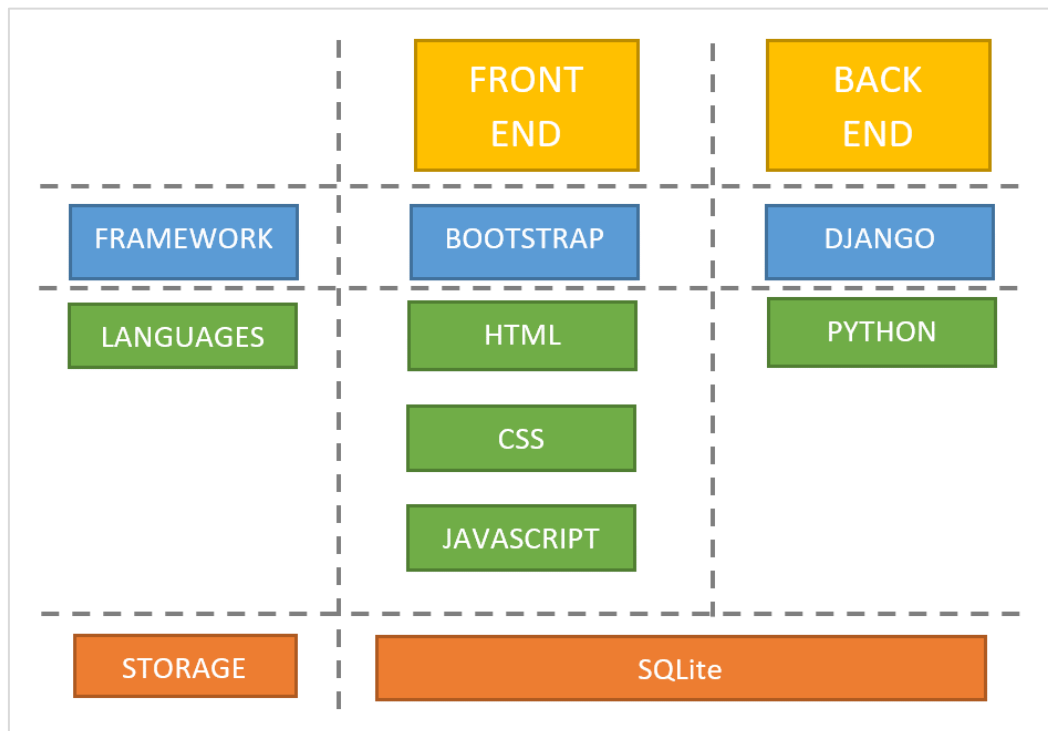 FRONT
END
BACK
END
FRAMEWORK
BOOTSTRAP
DJANGO
LANGUAGES
HTML
PYTHON
CSS
JAVASCRIPT
STORAGE
SQLite